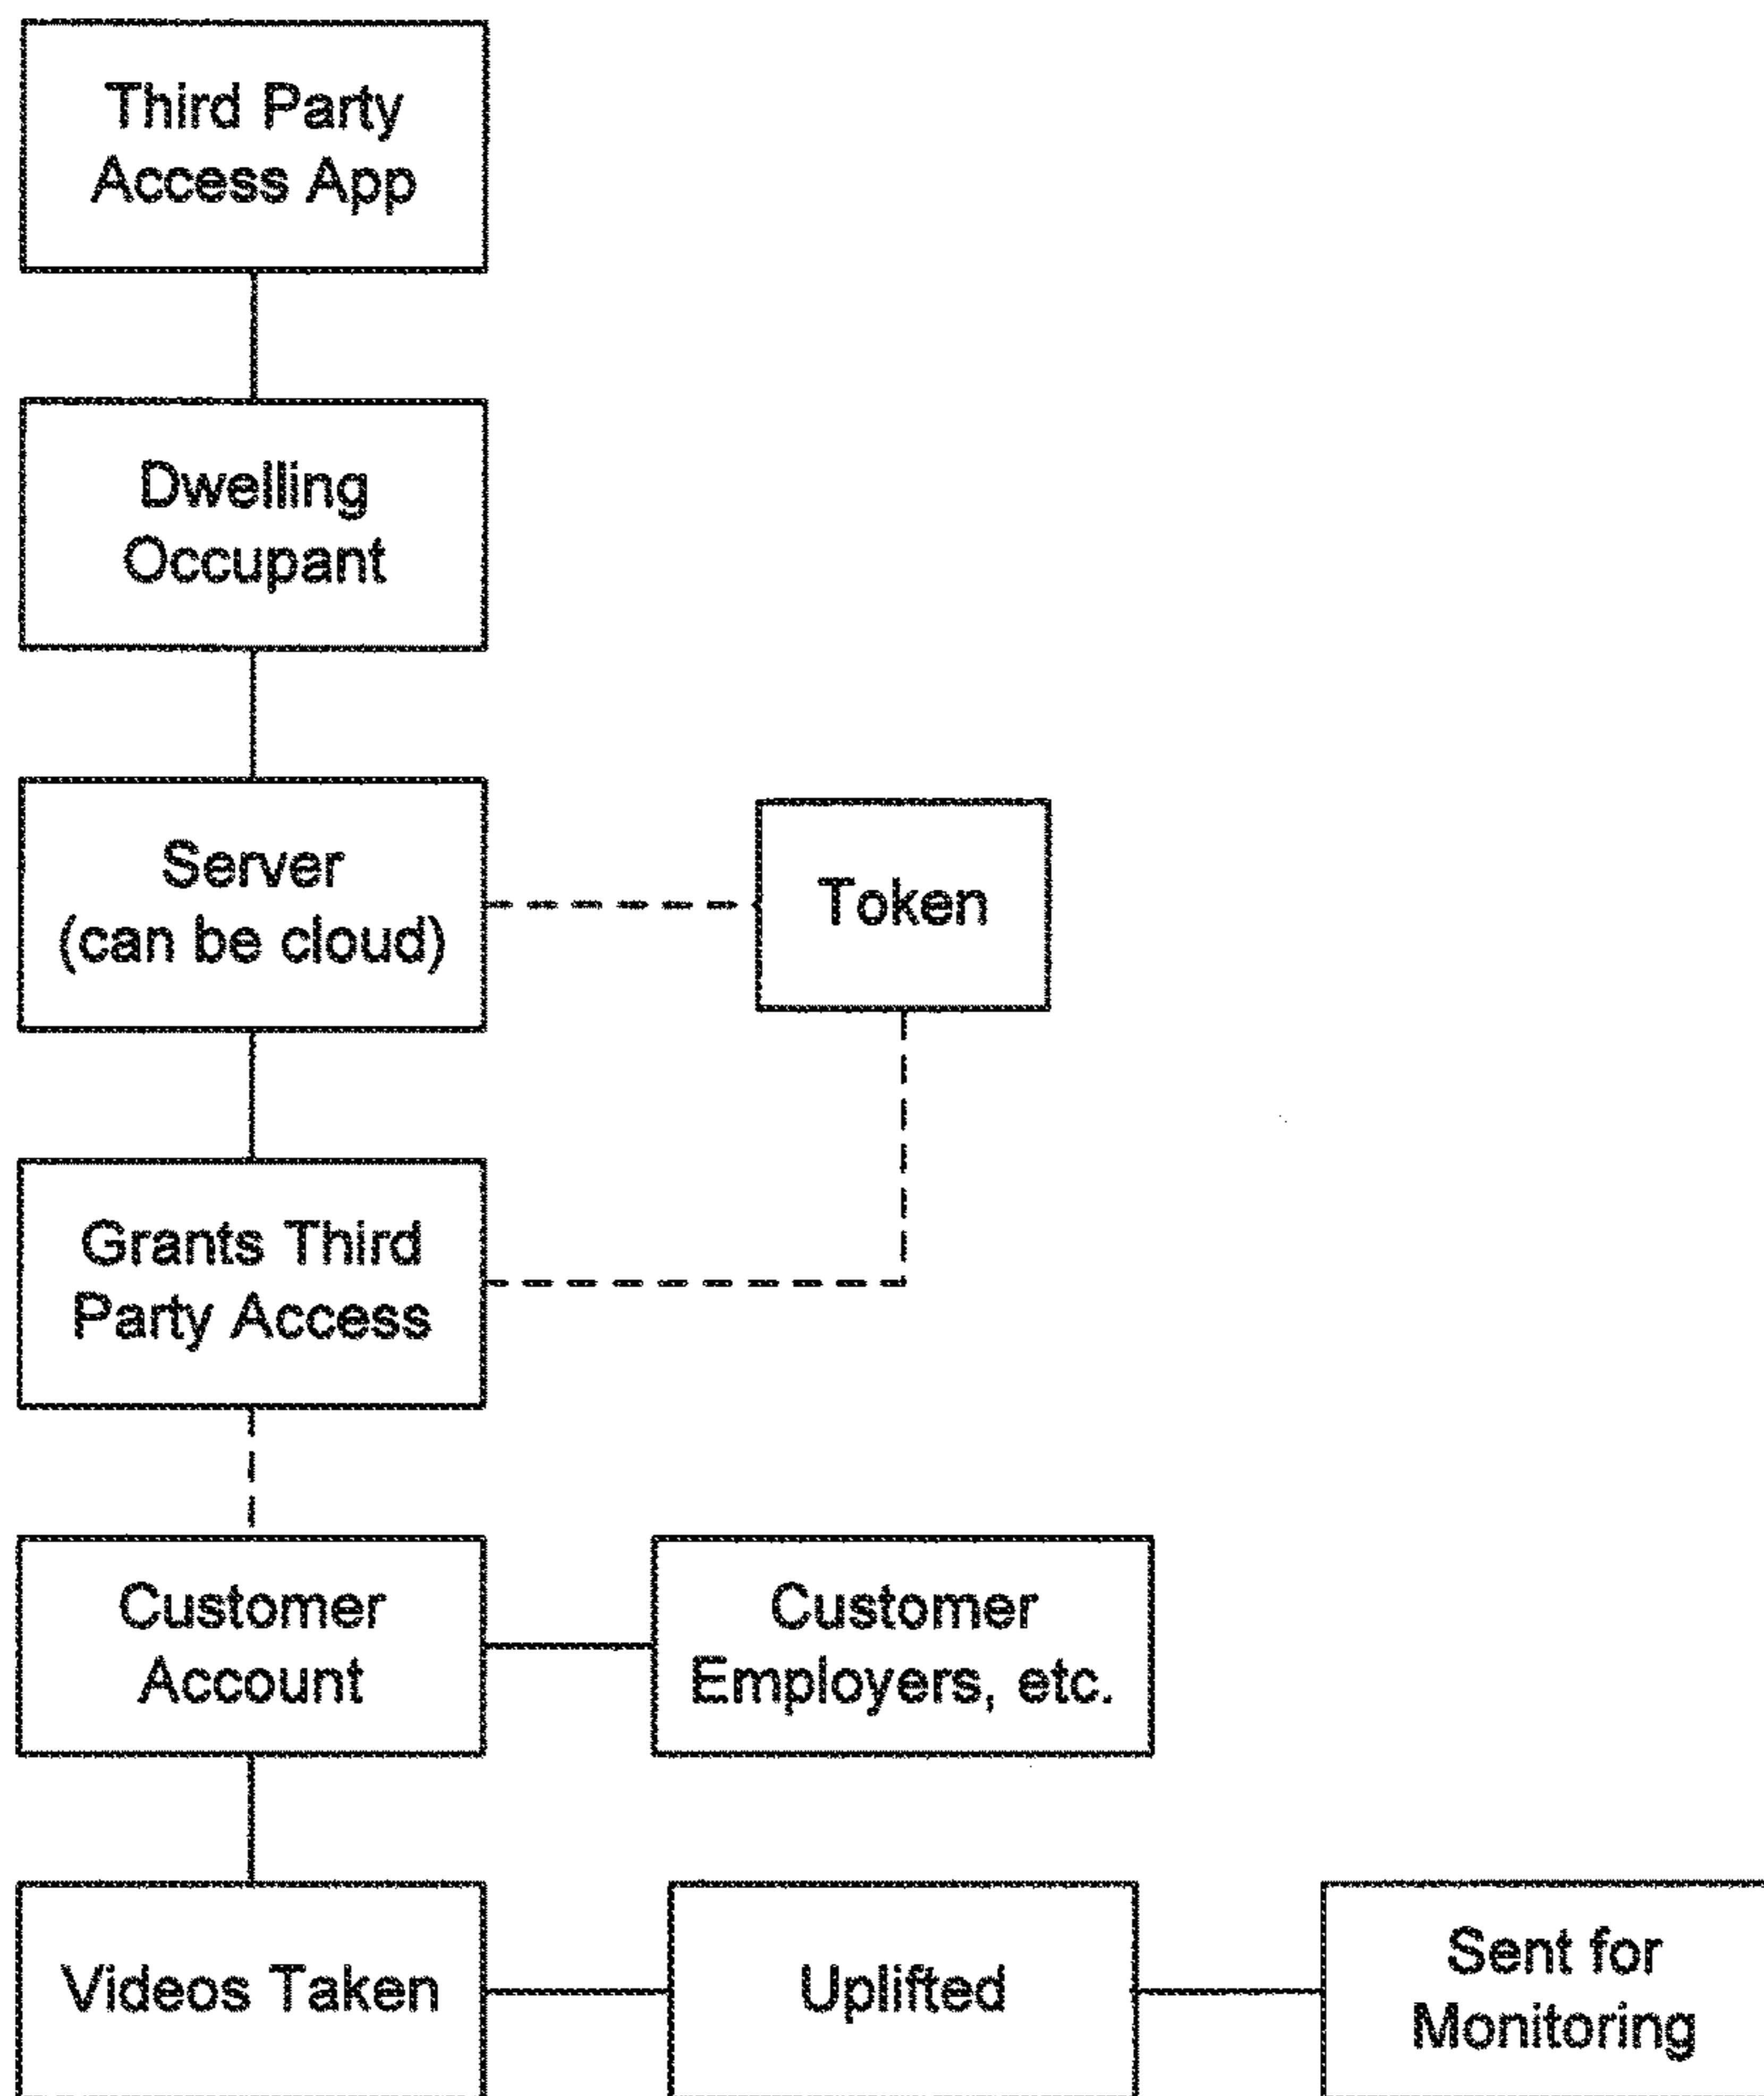 Third Party
Access App
Dwelling
Occupant
Server
(can be cloud)
Token
Grants Third
Party Access
Customer
Account
Customer
Employers, etc.
Videos Taken
Uplifted
Sent for
Monitoring